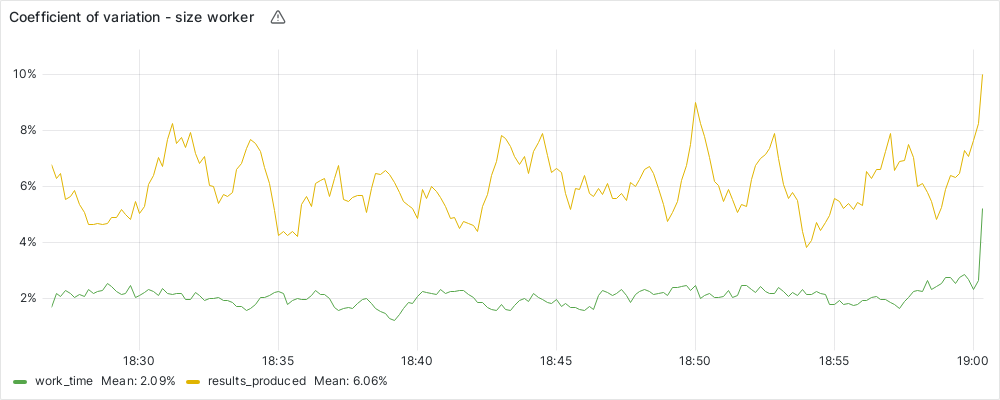 Coefficient of variation - size worker
10%
8%
6%
4%
2%
18:30 18:35 18:40 18:45 18:50 18:55 19:00
work_time Mean: 2.09% results_produced Mean: 6.06%